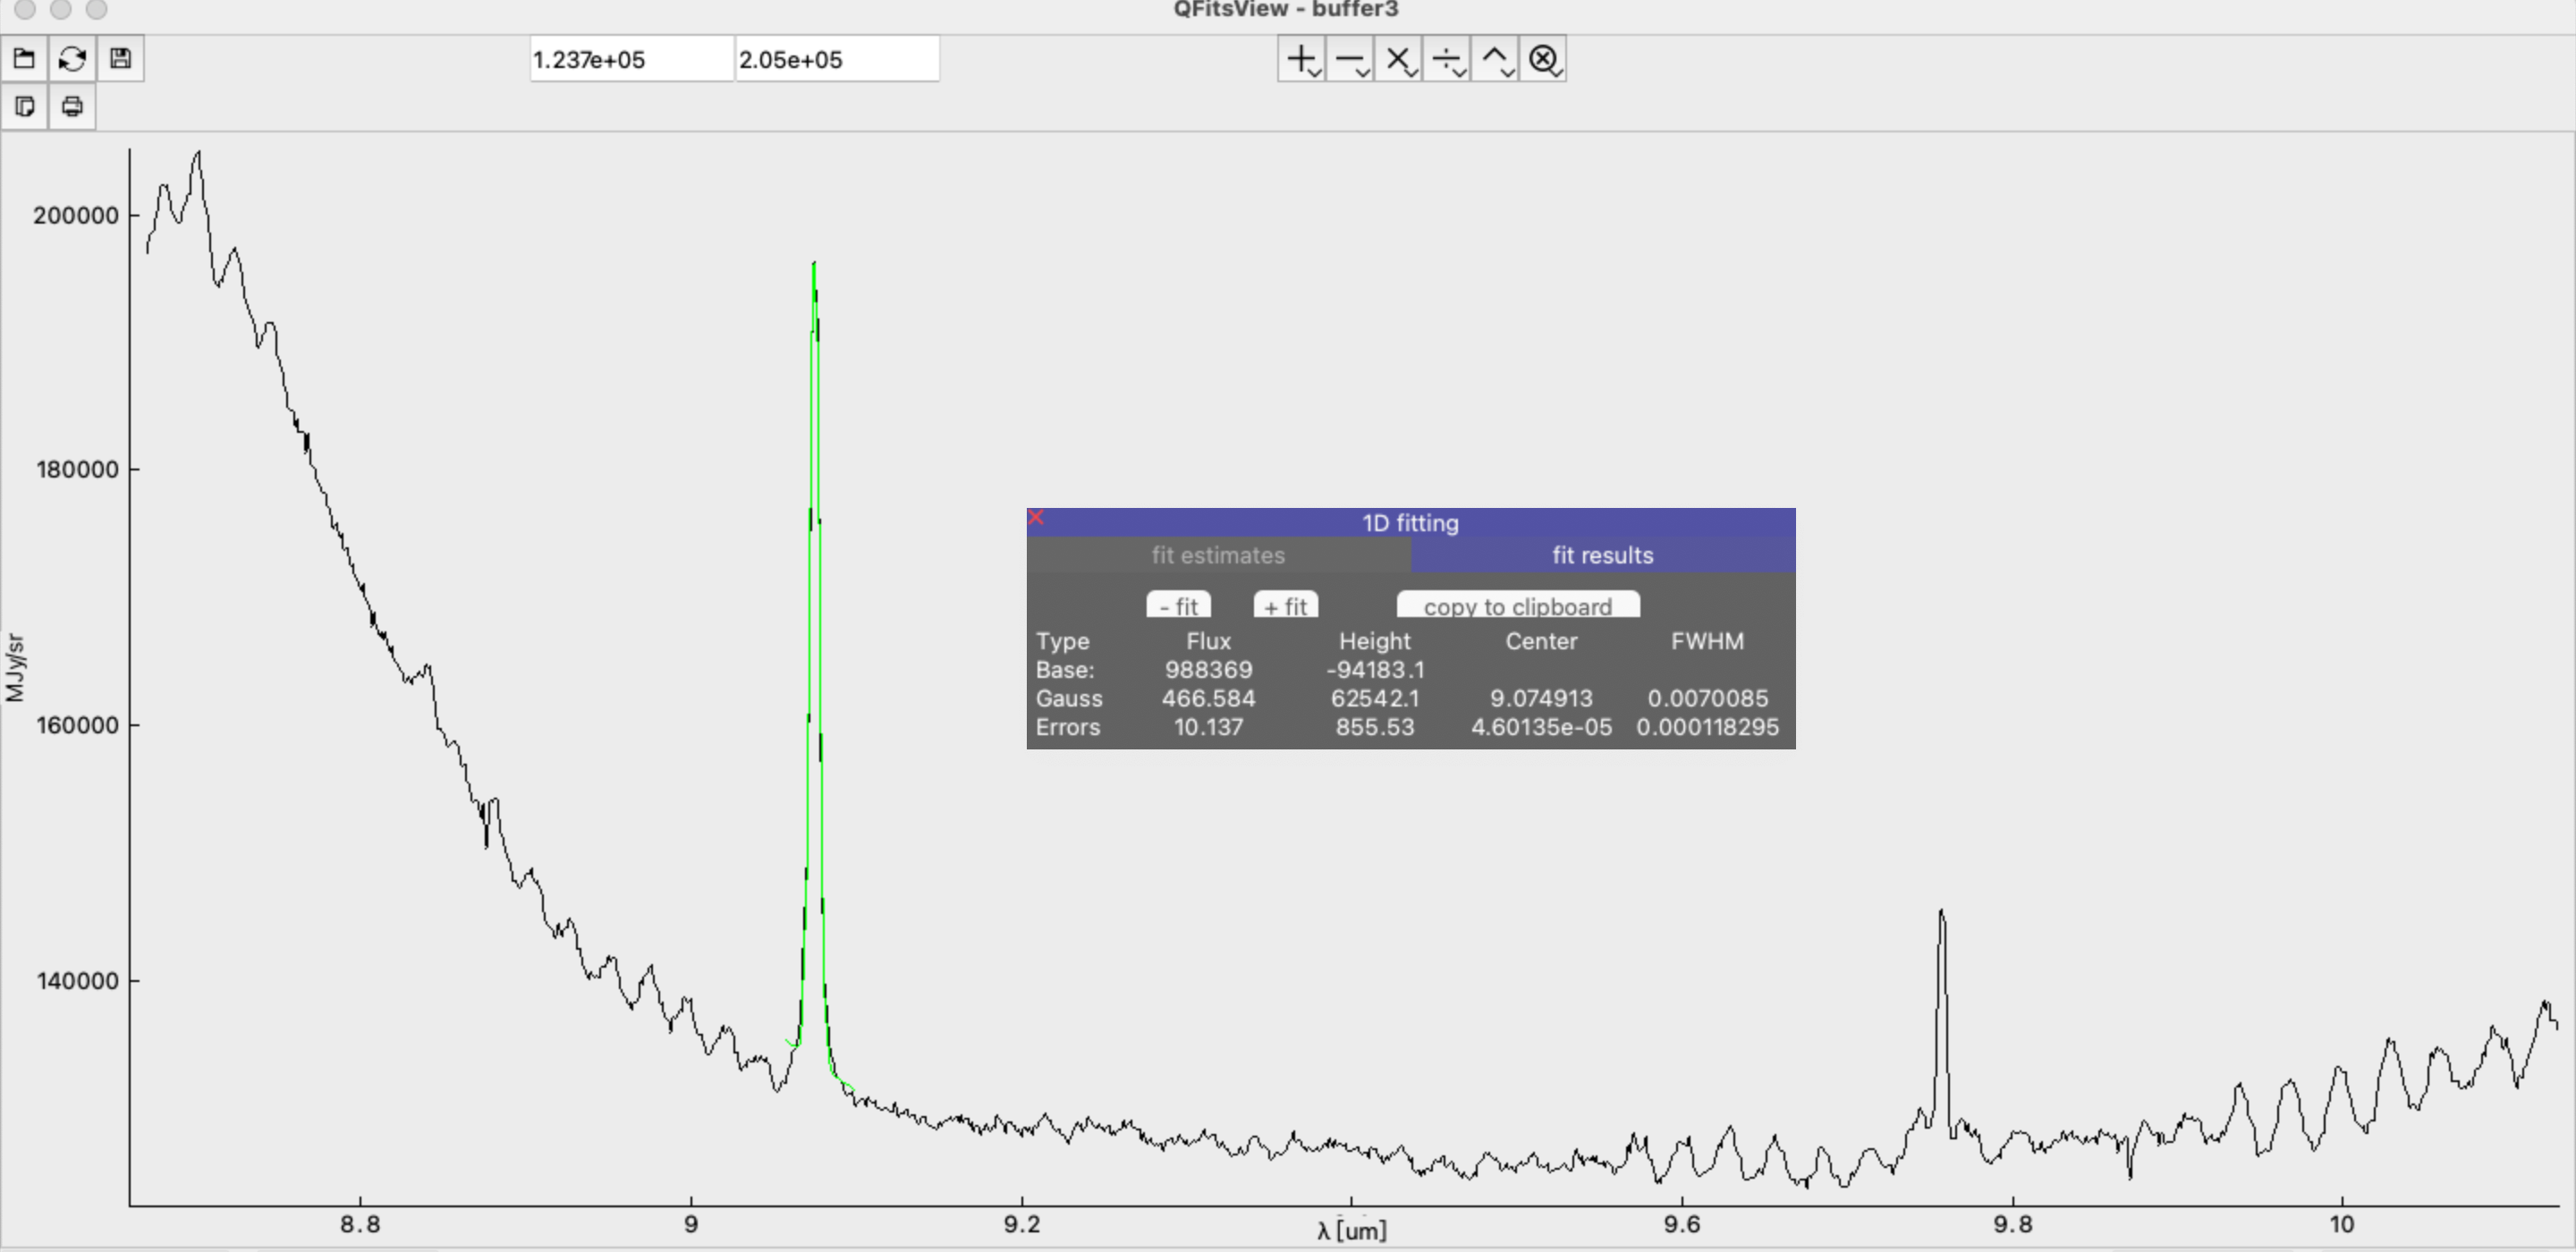 QFitsView - buffer3
1.237e+05 2.05e+05
200000
180000
160000
140000
MJy/sr
1D fitting
fit estimates fit results
- fit + fit copy to clipboard
Type Flux Height Center FWHM
Base: 988369 -94183.1
Gauss 466.584 62542.1 9.074913 0.0070085
Errors 10.137 855.53 4.60135e-05 0.000118295
8.8 9 9.2 9.6 9.8 10
λ [um]